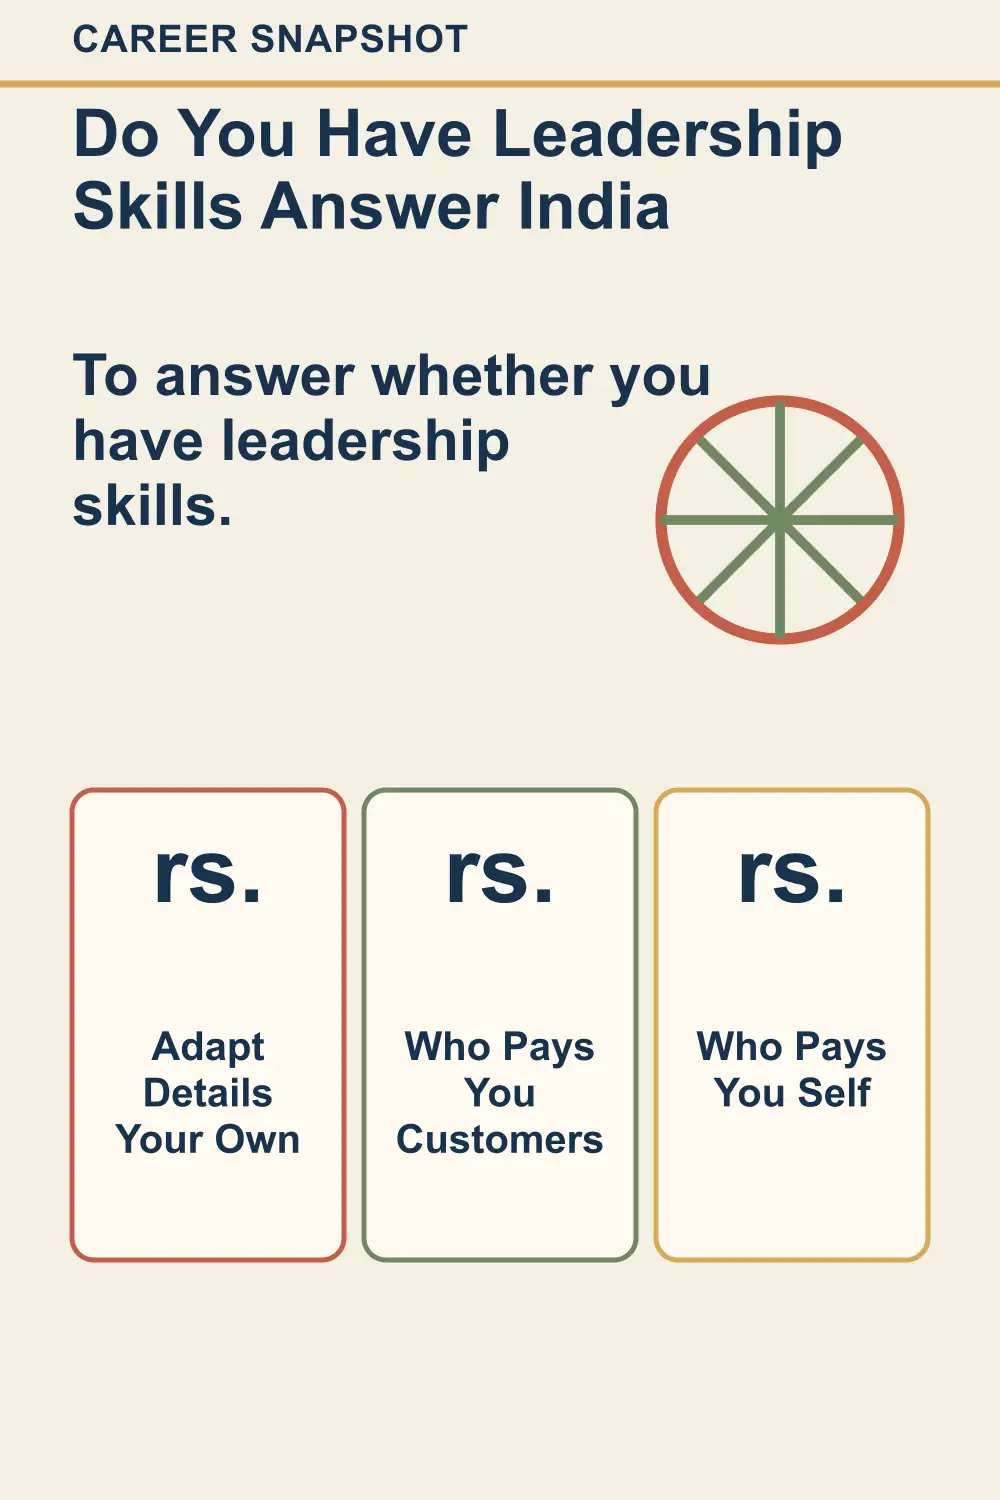 CAREER SNAPSHOT
Do You Have Leadership
Skills Answer India
To answer whether you
have leadership
skills.
rs.
Adapt
Details
Your Own
rs.
Who Pays
You
Customers
rs.
Who Pays
You Self